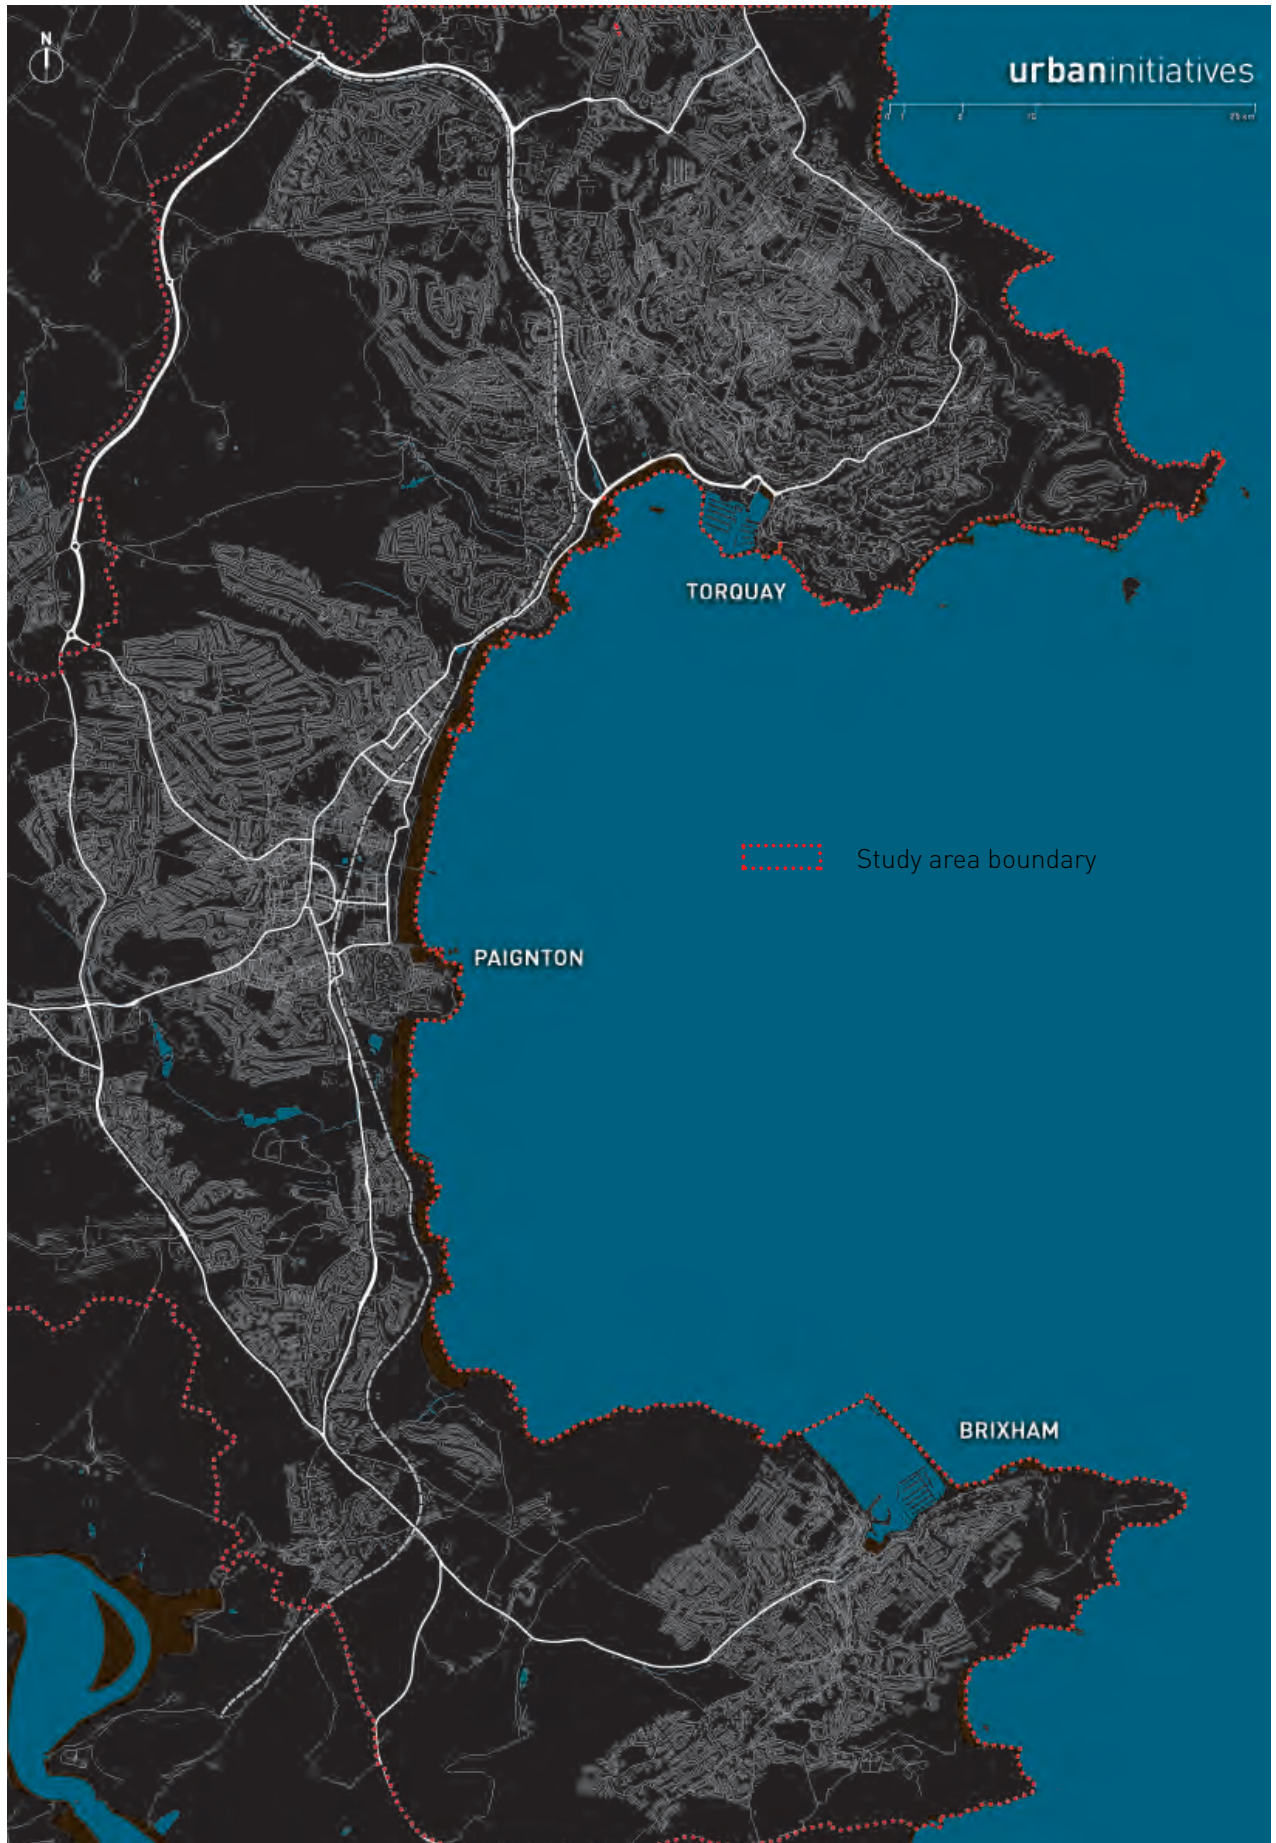 N
urbaninitiatives
TORQUAY
Study area boundary
PAIGNTON
BRIXHAM